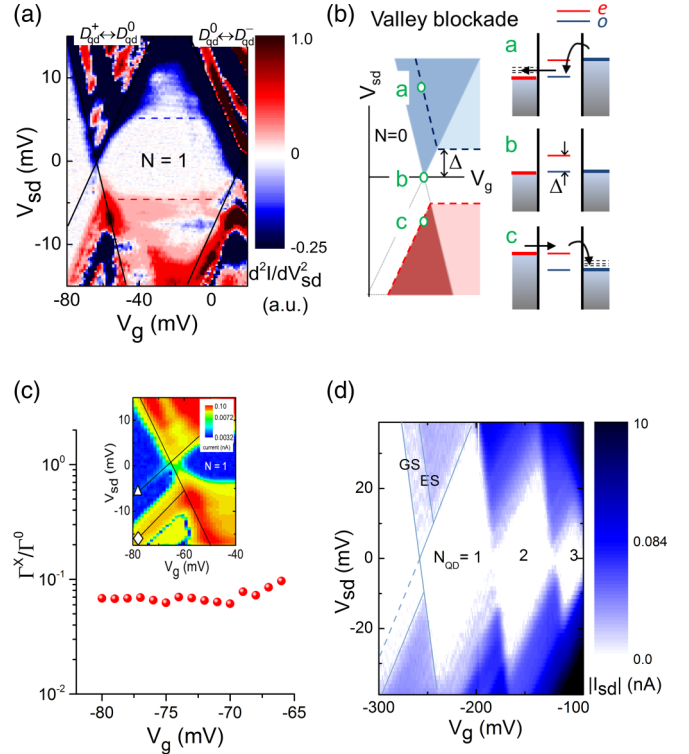 (a)
D⁺qd↔D⁰qd
D⁰qd↔D⁻qd
1.0
0
-0.25
d²I/dV²sd
(a.u.)
10
0
-10
Vsd (mV)
N = 1
-80
-40
0
Vg (mV)
(b)
Valley blockade
e
o
Vsd
a
N=0
Δ
b
Vg
c
a
b
Δ
c
(c)
10⁰
10⁻¹
10⁻²
Γˣ/Γ⁰
-80
-75
-70
-65
Vg (mV)
10
0
-10
Vsd (mV)
0.10
0.0072
0.0032
current (nA)
N = 1
-80
-60
-40
Vg (mV)
(d)
GS
ES
NQD= 1
2
3
30
20
10
0
-10
-20
-30
Vsd (mV)
-300
-200
-100
Vg (mV)
10
0.084
0.0
|Isd| (nA)